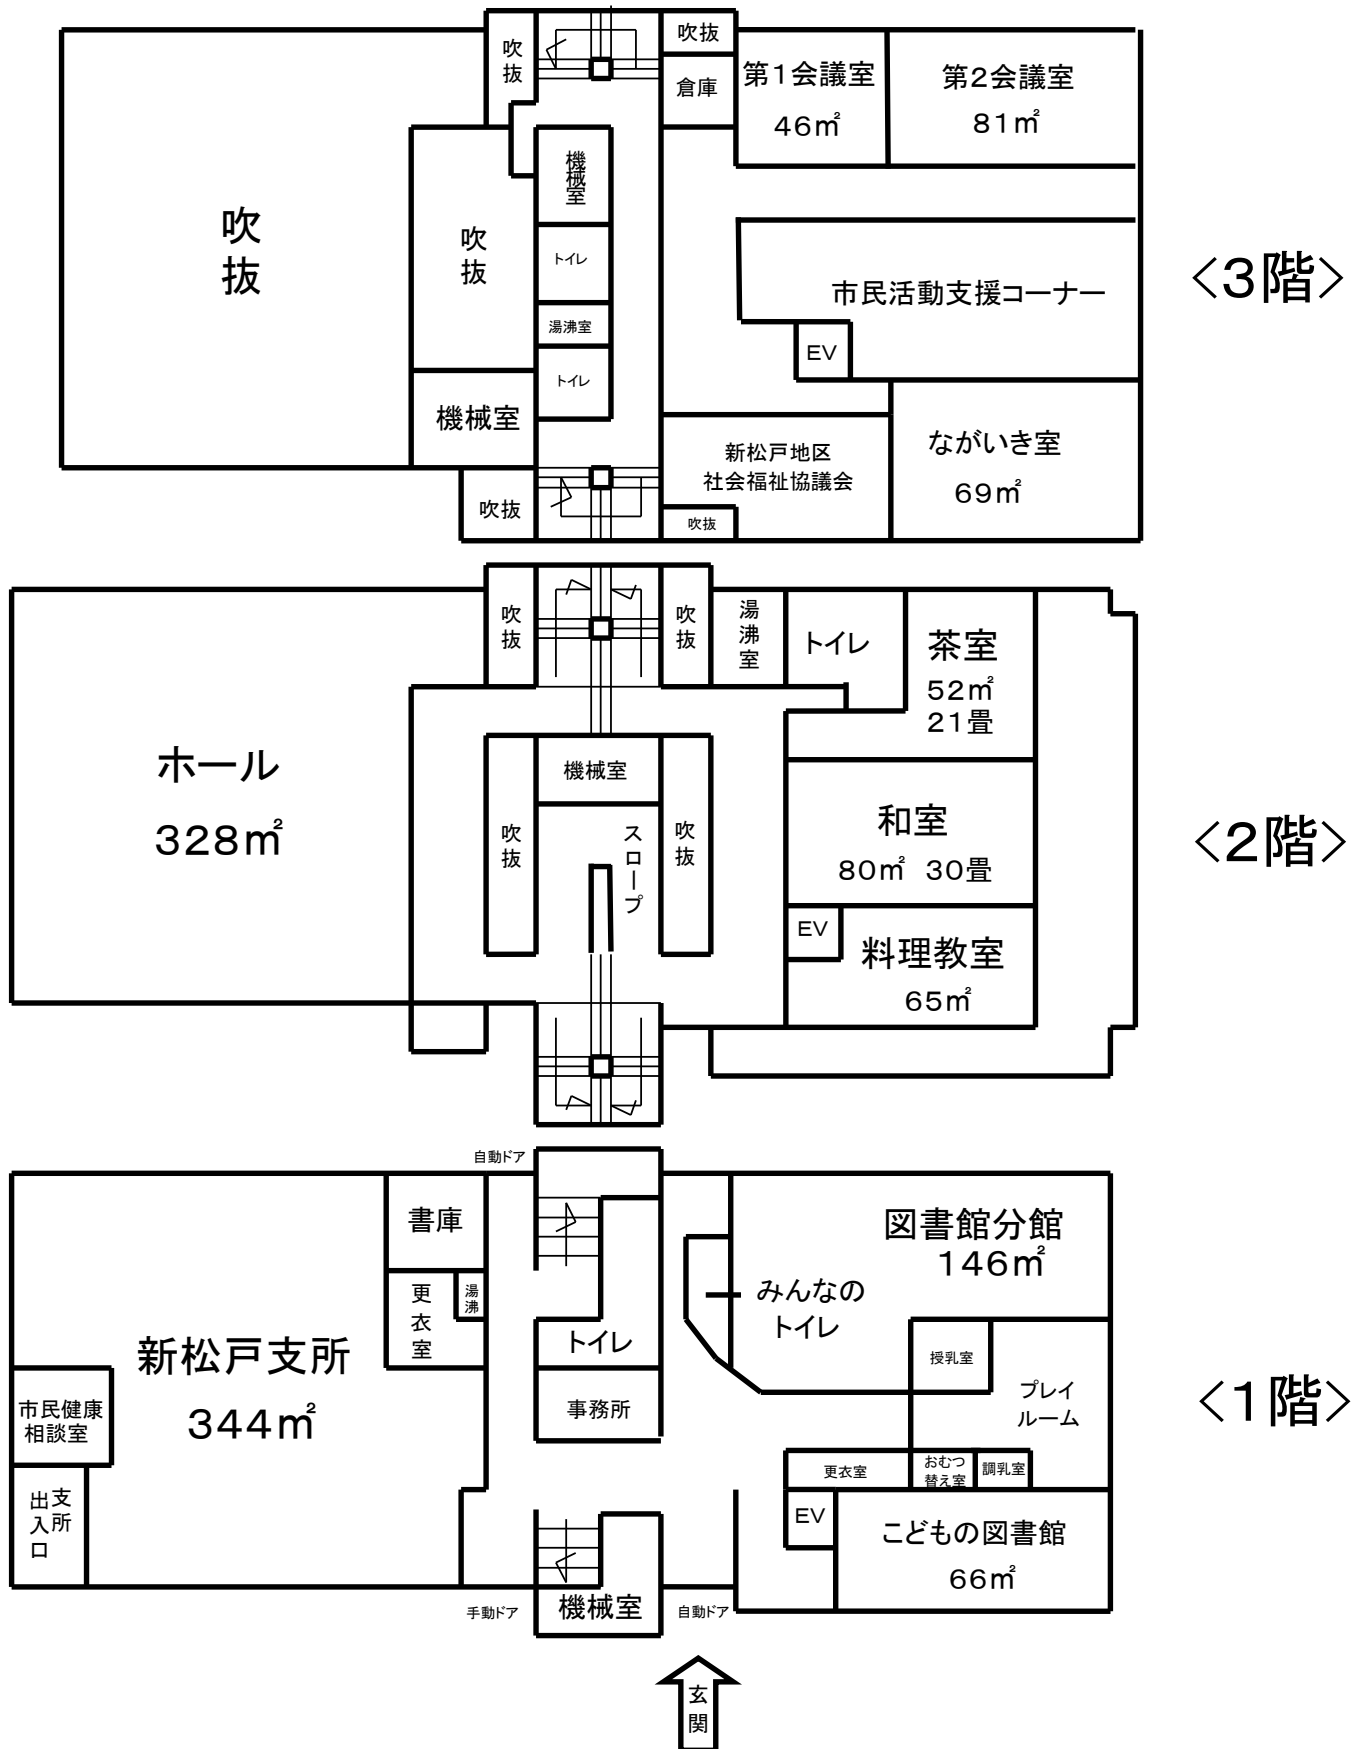 吹抜
吹抜
倉庫
第1会議室
46㎡
第2会議室
81㎡
機械室
吹抜
吹抜
トイレ
市民活動支援コーナー
<3階>
湯沸室
EV
トイレ
機械室
新松戸地区
社会福祉協議会
ながいき室
69㎡
吹抜
吹抜
吹抜
吹抜
湯沸室
トイレ
茶室
52㎡
21畳
ホール
328㎡
機械室
吹抜
スロープ
吹抜
和室
80㎡ 30畳
<2階>
EV
料理教室
65㎡
自動ドア
書庫
図書館分館
146㎡
更衣室
湯沸
みんなの
トイレ
新松戸支所
344㎡
トイレ
授乳室
プレイ
ルーム
<1階>
市民健康
相談室
事務所
更衣室
おむつ
替え室
調乳室
支所
出入口
EV
こどもの図書館
66㎡
手動ドア
機械室
自動ドア
玄関